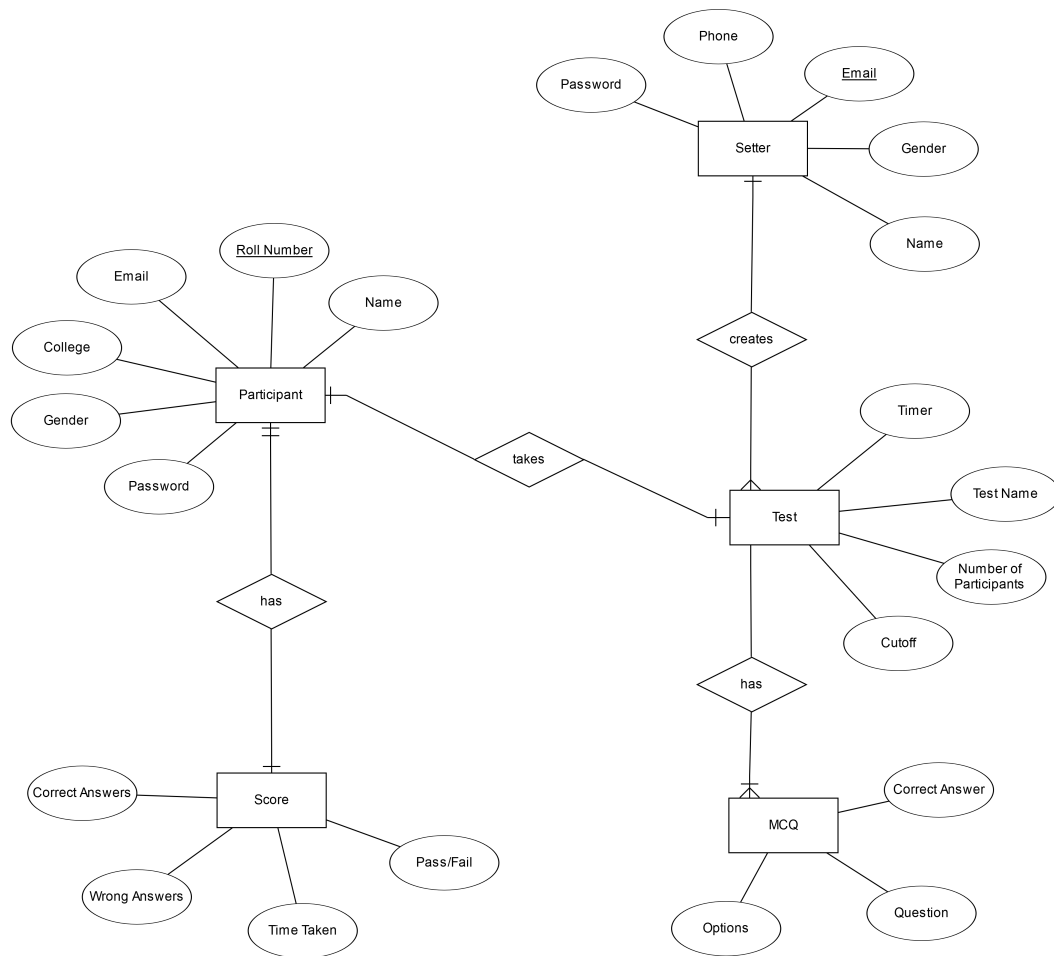 Phone
Email
Password
Setter
Gender
Name
creates
Roll Number
Email
Name
College
Participant
Gender
Password
takes
Timer
Test Name
Test
Number of
Participants
Cutoff
has
has
Correct Answers
Score
Pass/Fail
Wrong Answers
Time Taken
Correct Answer
MCQ
Options
Question